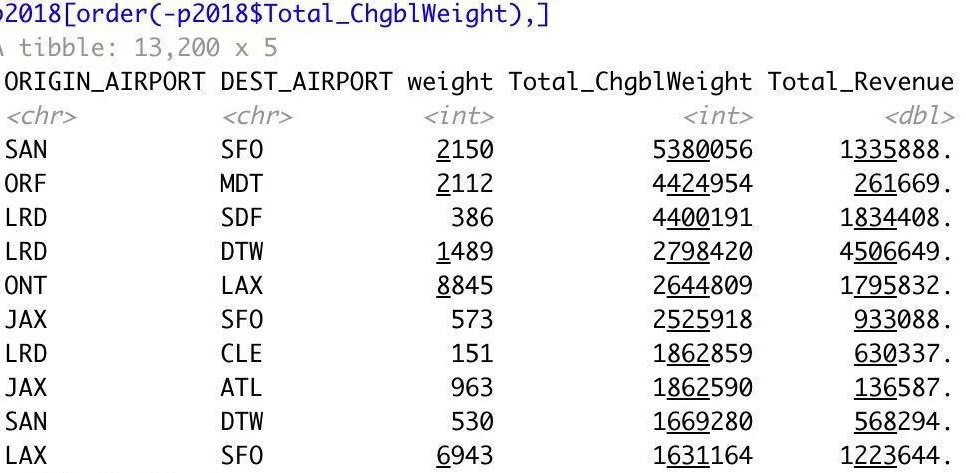 p2018[order(-p2018$Total_ChgblWeight),]
A tibble: 13,200 x 5
ORIGIN_AIRPORT DEST_AIRPORT weight Total_ChgblWeight Total_Revenue
<chr> <chr> <int> <int> <dbl>
SAN SFO 2150 5380056 1335888.
ORF MDT 2112 4424954 261669.
LRD SDF 386 4400191 1834408.
LRD DTW 1489 2798420 4506649.
ONT LAX 8845 2644809 1795832.
JAX SFO 573 2525918 933088.
LRD CLE 151 1862859 630337.
JAX ATL 963 1862590 136587.
SAN DTW 530 1669280 568294.
LAX SFO 6943 1631164 1223644.